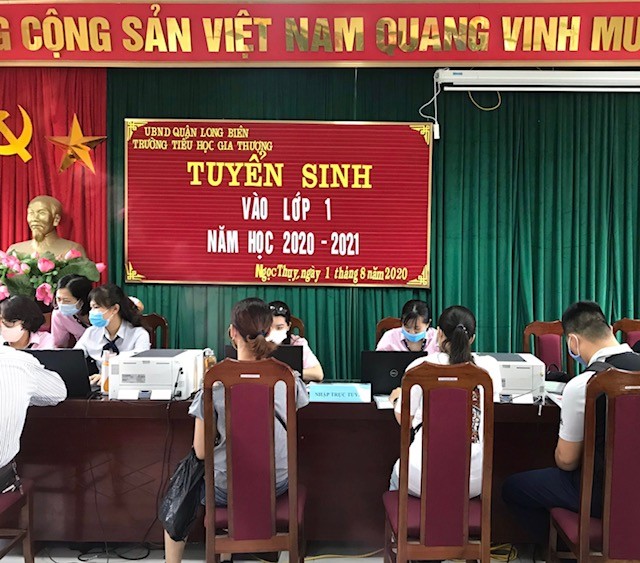 CỘNG SẢN VIỆT NAM QUANG VINH
UBND QUẬN LONG BIÊN
TRƯỜNG TIỂU HỌC GIA THƯỢNG
TUYỂN SINH
VÀO LỚP 1
NĂM HỌC 2020 - 2021
Ngọc Thụy, ngày 1 tháng 8 năm 2020
DELL